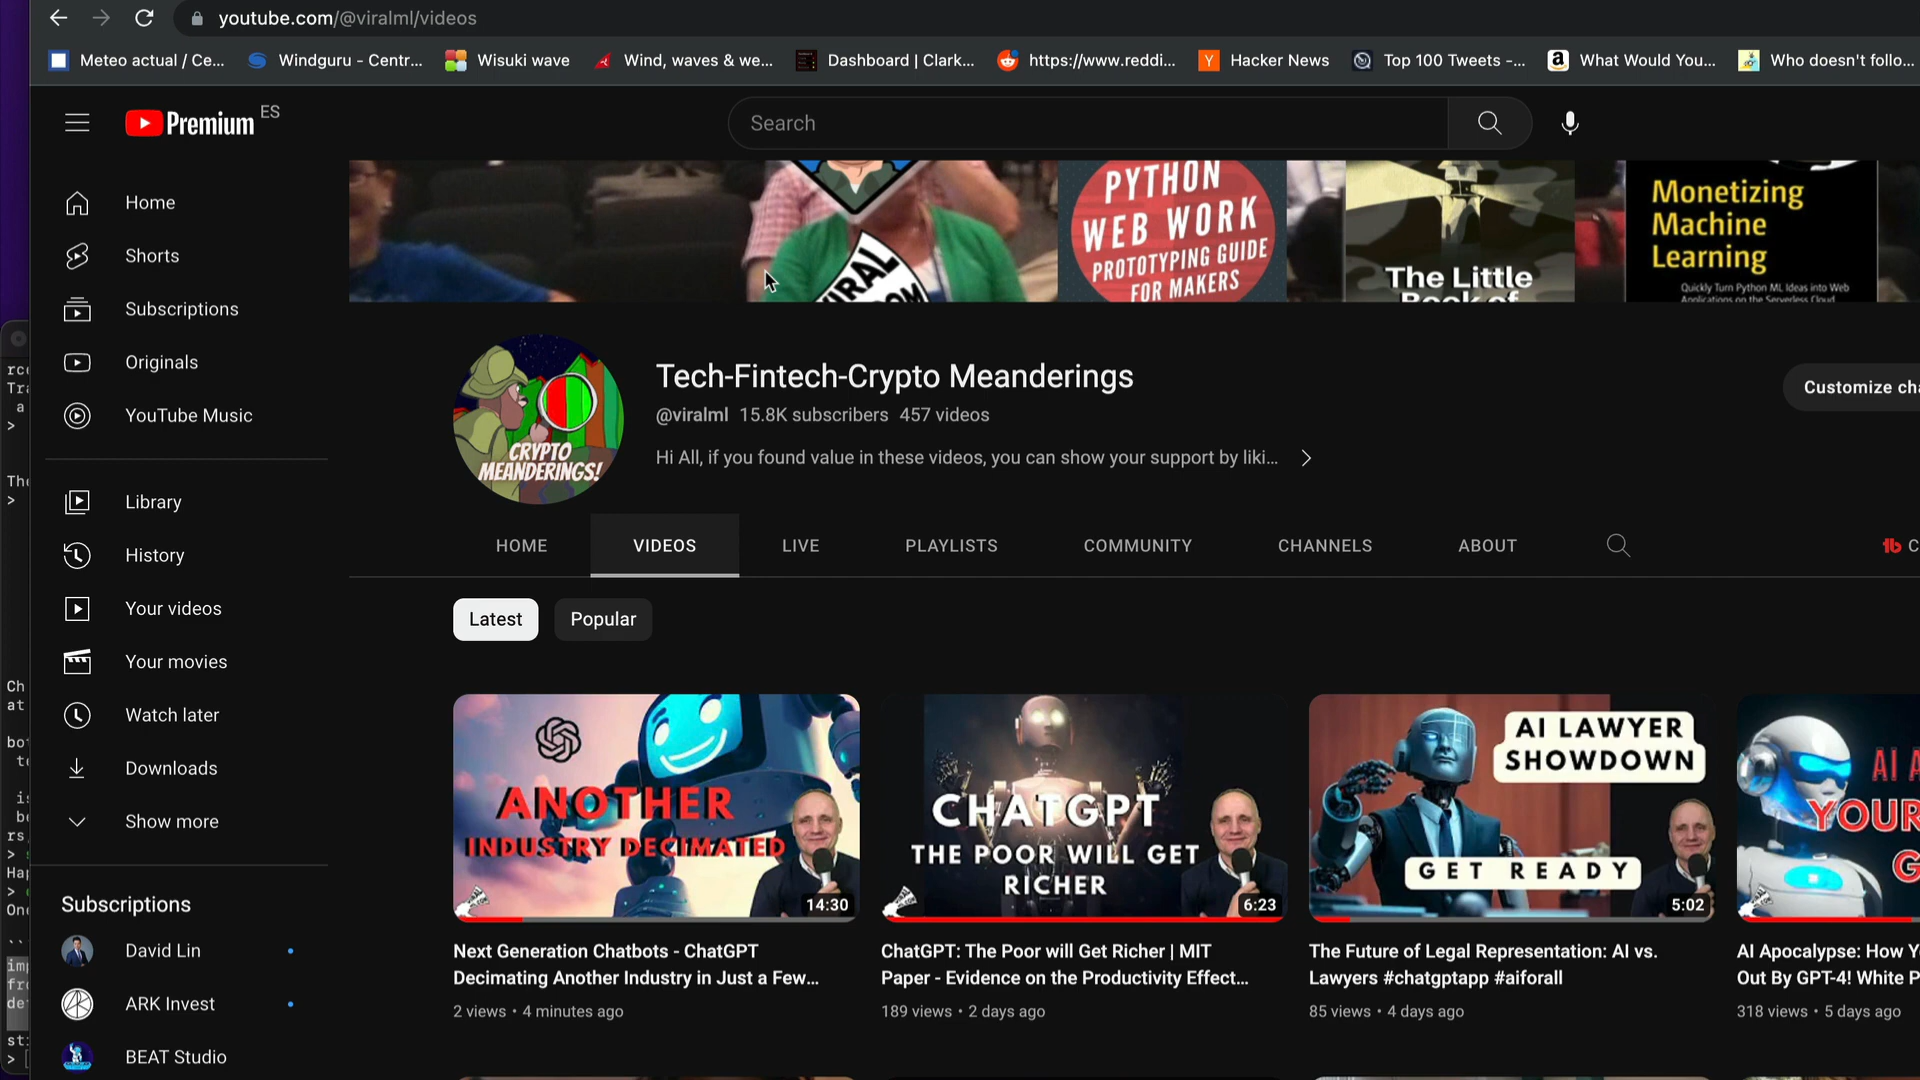 youtube.com/@viralml/videos
Meteo actual / Ce...
Windguru - Centr...
Wisuki wave
Wind, waves & we...
Dashboard | Clark...
https://www.reddi...
Hacker News
Top 100 Tweets -...
What Would You...
Who doesn't follo...
Premium ES
Search
Home
Shorts
Subscriptions
Originals
YouTube Music
Library
History
Your videos
Your movies
Watch later
Downloads
Show more
Subscriptions
David Lin
ARK Invest
BEAT Studio
PYTHON
WEB WORK
PROTOTYPING GUIDE
FOR MAKERS
The Little
Book of
Monetizing
Machine
Learning
Quickly Turn Python ML Ideas into Web
Applications on the Serverless Cloud
CRYPTO
MEANDERINGS!
Tech-Fintech-Crypto Meanderings
@viralml 15.8K subscribers 457 videos
Hi All, if you found value in these videos, you can show your support by liki...
Customize cha
HOME
VIDEOS
LIVE
PLAYLISTS
COMMUNITY
CHANNELS
ABOUT
Latest
Popular
ANOTHER
INDUSTRY DECIMATED
14:30
Next Generation Chatbots - ChatGPT
Decimating Another Industry in Just a Few...
2 views • 4 minutes ago
CHATGPT
THE POOR WILL GET
RICHER
6:23
ChatGPT: The Poor will Get Richer | MIT
Paper - Evidence on the Productivity Effect...
189 views • 2 days ago
AI LAWYER
SHOWDOWN
GET READY
5:02
The Future of Legal Representation: AI vs.
Lawyers #chatgptapp #aiforall
85 views • 4 days ago
AI A
YOUR
G
AI Apocalypse: How Y
Out By GPT-4! White P
318 views • 5 days ago